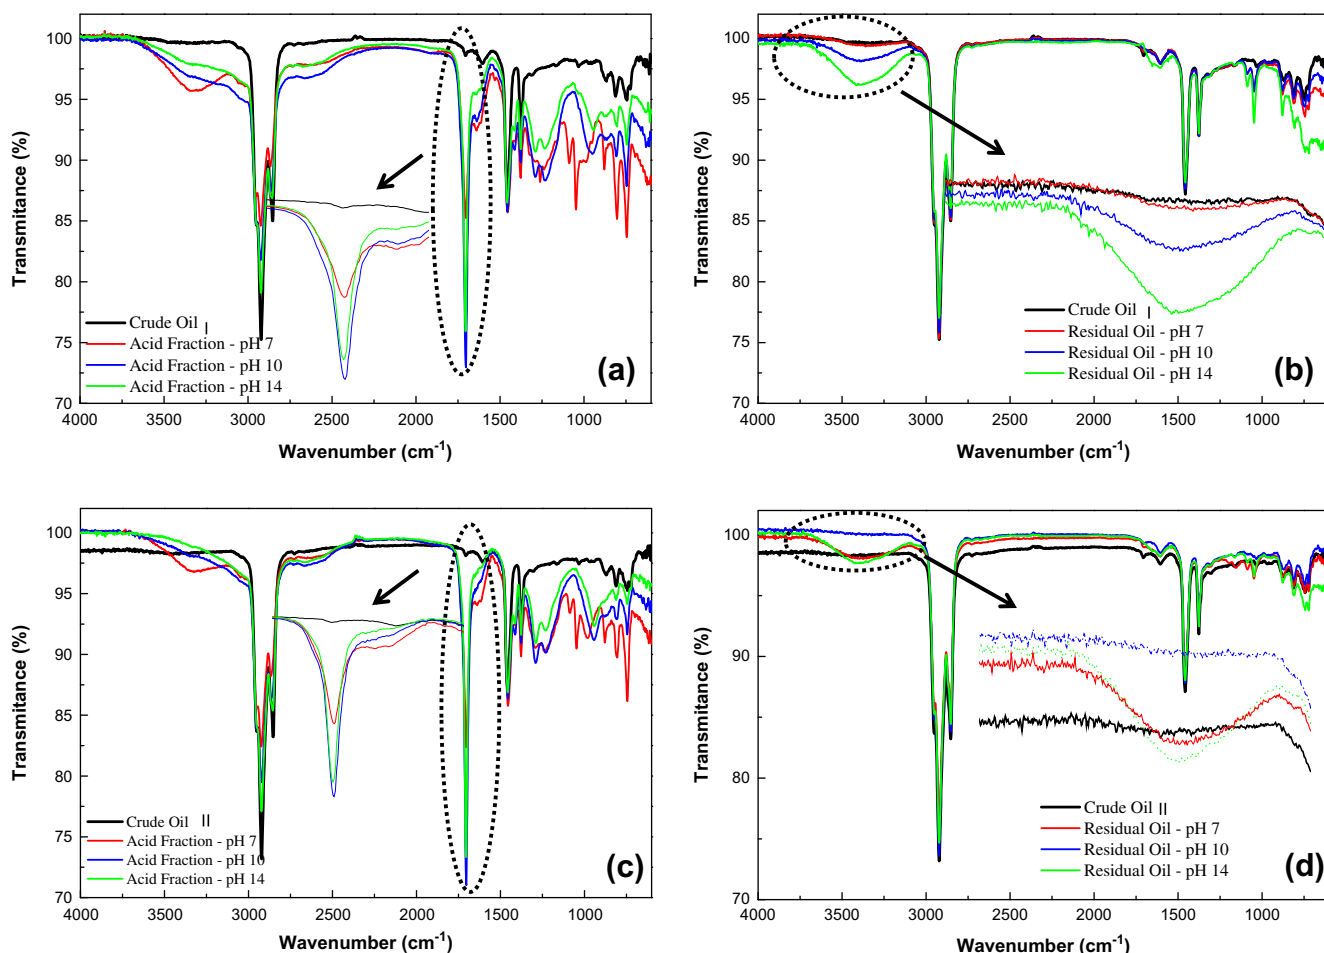 100
95
90
85
80
75
70
Transmitance (%)
4000 3500 3000 2500 2000 1500 1000
Wavenumber (cm-1)
Crude Oil I
Acid Fraction - pH 7
Acid Fraction - pH 10
Acid Fraction - pH 14
(a)
100
95
90
85
80
75
70
Transmitance (%)
4000 3500 3000 2500 2000 1500 1000
Wavenumber (cm-1)
Crude Oil I
Residual Oil - pH 7
Residual Oil - pH 10
Residual Oil - pH 14
(b)
100
95
90
85
80
75
70
Transmitance (%)
4000 3500 3000 2500 2000 1500 1000
Wavenumber (cm-1)
Crude Oil II
Acid Fraction - pH 7
Acid Fraction - pH 10
Acid Fraction - pH 14
(c)
100
90
80
70
Transmitance (%)
4000 3500 3000 2500 2000 1500 1000
Wavenumber (cm-1)
Crude Oil II
Residual Oil - pH 7
Residual Oil - pH 10
Residual Oil - pH 14
(d)